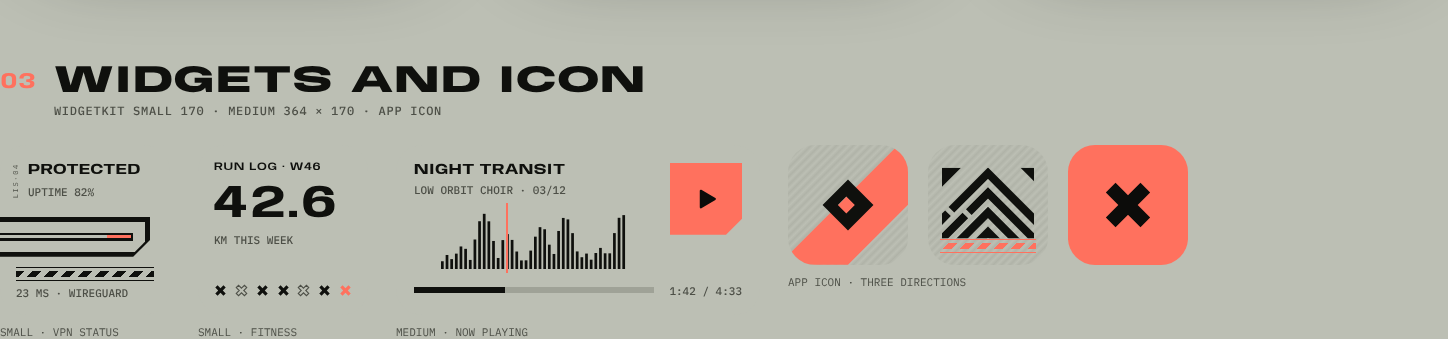 03 WIDGETS AND ICON
WIDGETKIT SMALL 170 · MEDIUM 364 × 170 · APP ICON
LIS-04
PROTECTED
UPTIME 82%
23 MS · WIREGUARD
SMALL · VPN STATUS
RUN LOG · W46
42.6
KM THIS WEEK
SMALL · FITNESS
NIGHT TRANSIT
LOW ORBIT CHOIR · 03/12
1:42 / 4:33
MEDIUM · NOW PLAYING
APP ICON · THREE DIRECTIONS